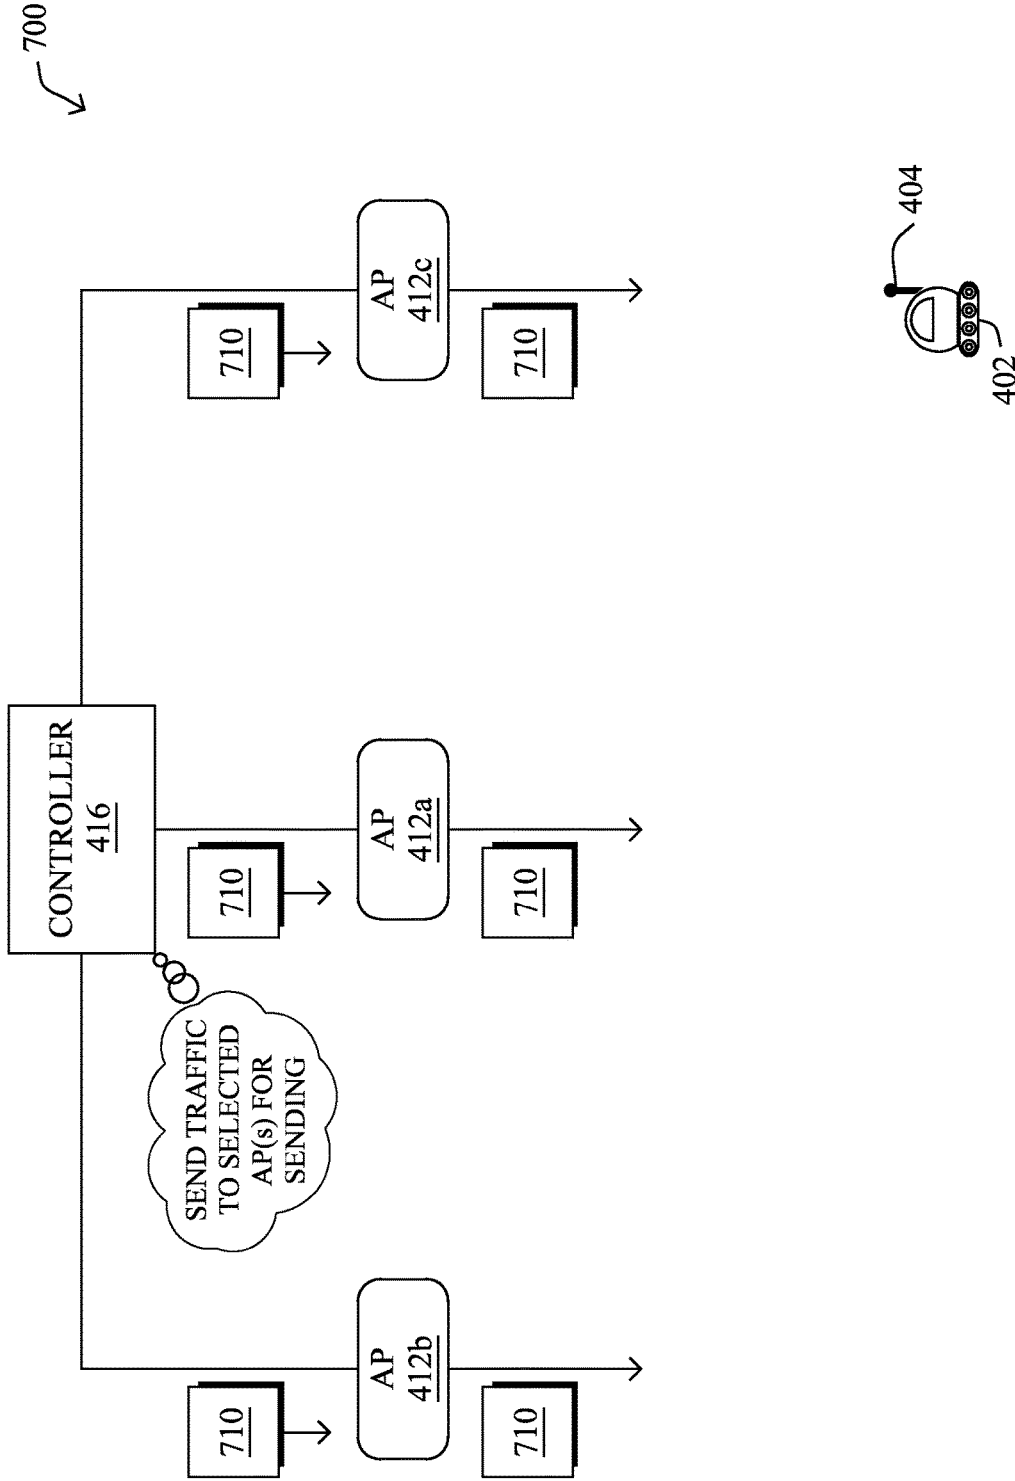 700
CONTROLLER
416
SEND TRAFFIC
TO SELECTED
AP(s) FOR
SENDING
710
710
710
AP
412b
AP
412a
AP
412c
710
710
710
404
402